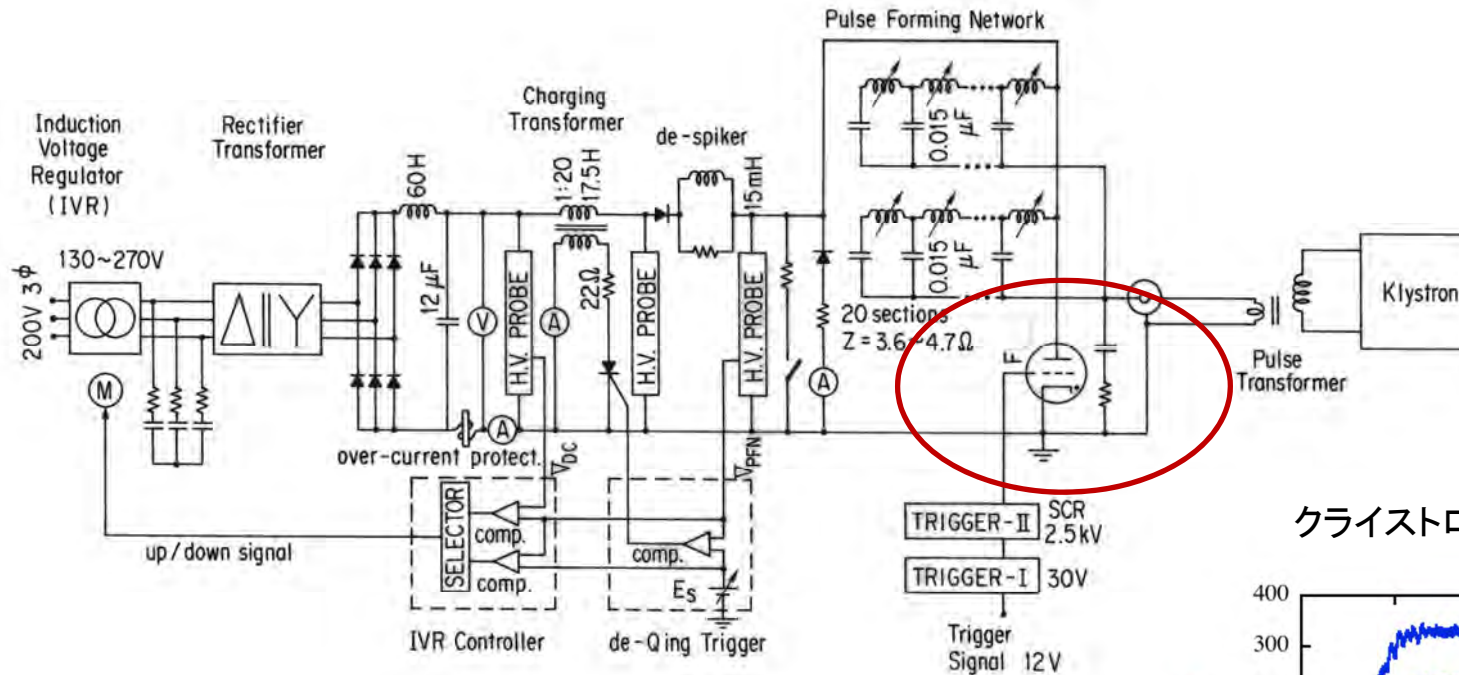 Pulse Forming Network
Induction
Voltage
Regulator
(IVR)
Rectifier
Transformer
Charging
Transformer
de-spiker
60H
1:20
17.5H
15mH
0.015
μF
0.015
μF
130~270V
200V 3φ
12μF
V
A
22Ω
H.V. PROBE
H.V. PROBE
H.V. PROBE
A
20 sections
Z = 3.6~4.7Ω
F
Klystron
Pulse
Transformer
M
A
over-current protect.
VDC
VPFN
SELECTOR
comp.
comp.
comp.
Es
up/down signal
IVR Controller
de-Qing Trigger
TRIGGER-II
SCR
2.5kV
TRIGGER-I
30V
Trigger
Signal 12V
クライストロ
400
300